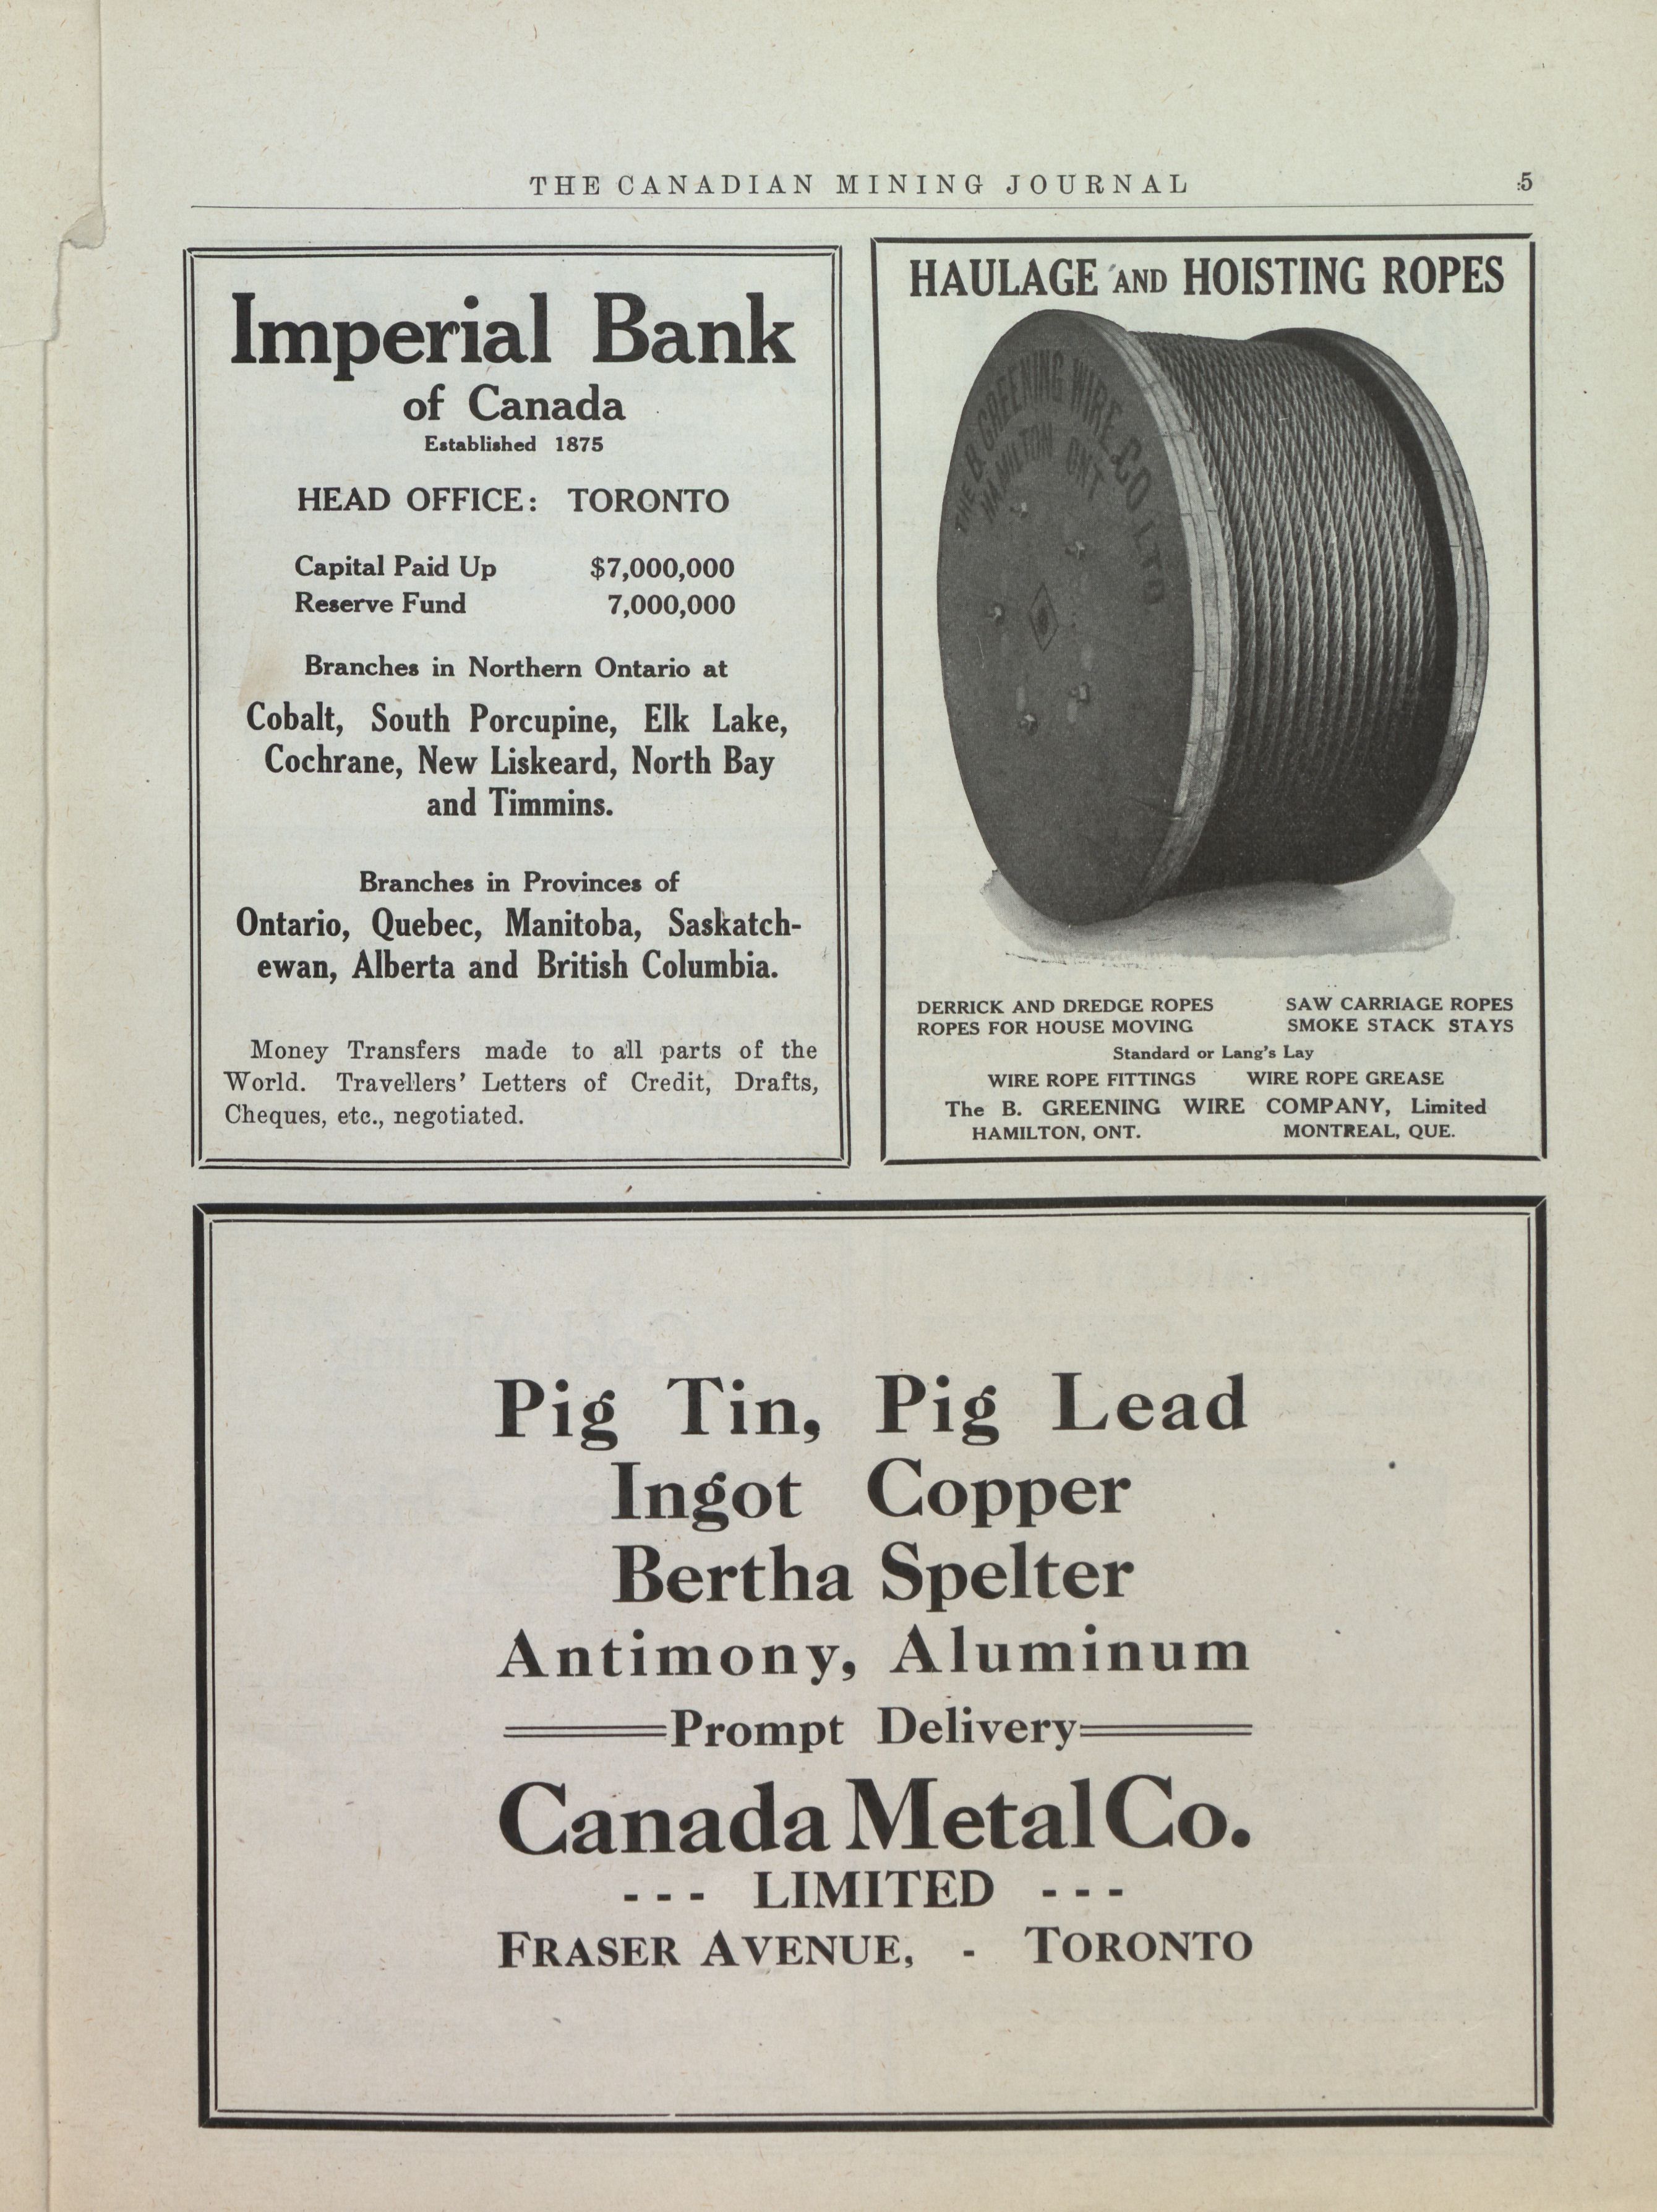 THE CANADIAN MINING JOURNAL 5
Imperial Bank
of Canada
Established 1875
HEAD OFFICE: TORONTO
Capital Paid Up $7,000,000
Reserve Fund 7,000,000
Branches in Northern Ontario at
Cobalt, South Porcupine, Elk Lake,
Cochrane, New Liskeard, North Bay
and Timmins.
Branches in Provinces of
Ontario, Quebec, Manitoba, Saskatch-
ewan, Alberta and British Columbia.
Money Transfers made to all parts of the
World. Travellers' Letters of Credit, Drafts,
Cheques, etc., negotiated.
HAULAGE AND HOISTING ROPES
THE B. GREENING WIRE CO LTD
HAMILTON ONT
DERRICK AND DREDGE ROPES SAW CARRIAGE ROPES
ROPES FOR HOUSE MOVING SMOKE STACK STAYS
Standard or Lang's Lay
WIRE ROPE FITTINGS WIRE ROPE GREASE
The B. GREENING WIRE COMPANY, Limited
HAMILTON, ONT. MONTREAL, QUE.
Pig Tin, Pig Lead
Ingot Copper
Bertha Spelter
Antimony, Aluminum
Prompt Delivery
Canada Metal Co.
--- LIMITED ---
FRASER AVENUE, - TORONTO